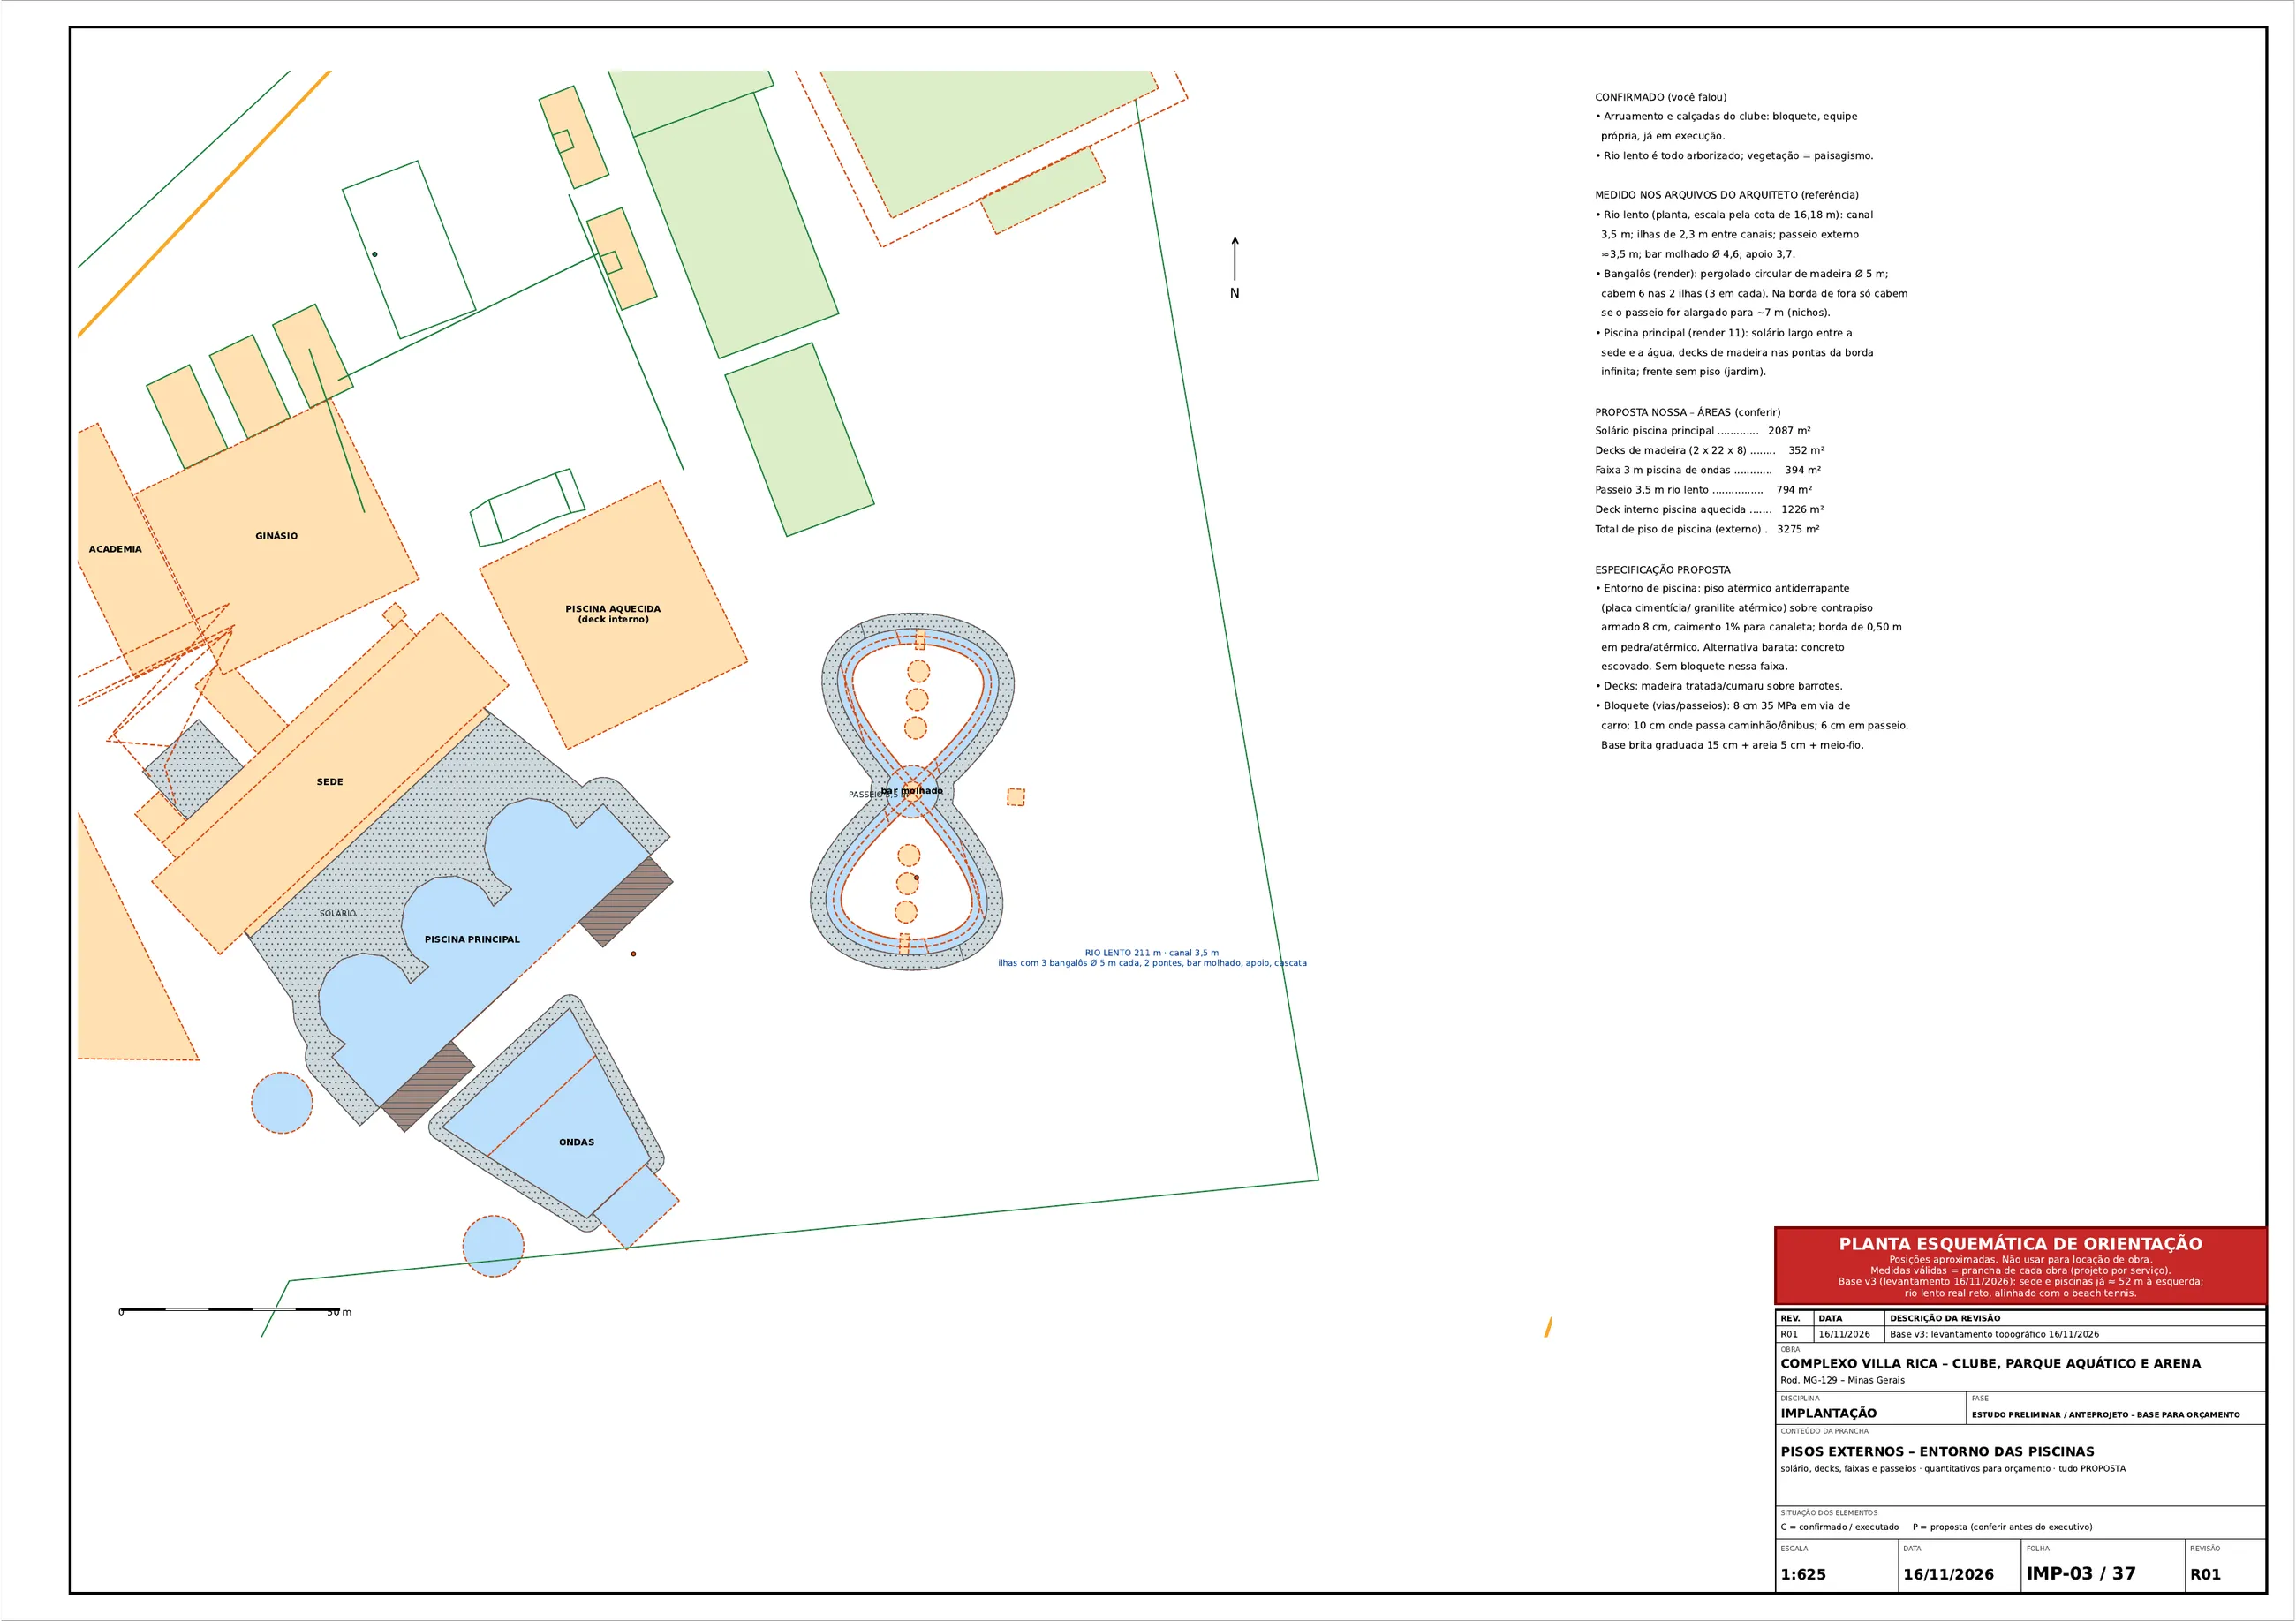 CONFIRMADO (você falou)
• Arruamento e calçadas do clube: bloquete, equipe
própria, já em execução.
• Rio lento é todo arborizado; vegetação = paisagismo.
MEDIDO NOS ARQUIVOS DO ARQUITETO (referência)
• Rio lento (planta, escala pela cota de 16,18 m): canal
3,5 m; ilhas de 2,3 m entre canais; passeio externo
≈3,5 m; bar molhado Ø 4,6; apoio 3,7.
• Bangalôs (render): pergolado circular de madeira Ø 5 m;
cabem 6 nas 2 ilhas (3 em cada). Na borda de fora só cabem
se o passeio for alargado para ~7 m (nichos).
• Piscina principal (render 11): solário largo entre a
sede e a água, decks de madeira nas pontas da borda
infinita; frente sem piso (jardim).
PROPOSTA NOSSA – ÁREAS (conferir)
Solário piscina principal ............. 2087 m²
Decks de madeira (2 x 22 x 8) ........ 352 m²
Faixa 3 m piscina de ondas ............ 394 m²
Passeio 3,5 m rio lento ................ 794 m²
Deck interno piscina aquecida ....... 1226 m²
Total de piso de piscina (externo) . 3275 m²
ESPECIFICAÇÃO PROPOSTA
• Entorno de piscina: piso atérmico antiderrapante
(placa cimentícia/ granilite atérmico) sobre contrapiso
armado 8 cm, caimento 1% para canaleta; borda de 0,50 m
em pedra/atérmico. Alternativa barata: concreto
escovado. Sem bloquete nessa faixa.
• Decks: madeira tratada/cumaru sobre barrotes.
• Bloquete (vias/passeios): 8 cm 35 MPa em via de
carro; 10 cm onde passa caminhão/ônibus; 6 cm em passeio.
Base brita graduada 15 cm + areia 5 cm + meio-fio.
N
ACADEMIA
GINÁSIO
PISCINA AQUECIDA
(deck interno)
SEDE
bar molhado
PASSEIO
SOLÁRIO
PISCINA PRINCIPAL
RIO LENTO 211 m · canal 3,5 m
ilhas com 3 bangalôs Ø 5 m cada, 2 pontes, bar molhado, apoio, cascata
ONDAS
0 50 m
PLANTA ESQUEMÁTICA DE ORIENTAÇÃO
Posições aproximadas. Não usar para locação de obra.
Medidas válidas = prancha de cada obra (projeto por serviço).
Base v3 (levantamento 16/11/2026): sede e piscinas já ≈ 52 m à esquerda;
rio lento real reto, alinhado com o beach tennis.
REV. DATA DESCRIÇÃO DA REVISÃO
R01 16/11/2026 Base v3: levantamento topográfico 16/11/2026
OBRA
COMPLEXO VILLA RICA – CLUBE, PARQUE AQUÁTICO E ARENA
Rod. MG-129 – Minas Gerais
DISCIPLINA FASE
IMPLANTAÇÃO ESTUDO PRELIMINAR / ANTEPROJETO – BASE PARA ORÇAMENTO
CONTEÚDO DA PRANCHA
PISOS EXTERNOS – ENTORNO DAS PISCINAS
solário, decks, faixas e passeios · quantitativos para orçamento · tudo PROPOSTA
SITUAÇÃO DOS ELEMENTOS
C = confirmado / executado P = proposta (conferir antes do executivo)
ESCALA DATA FOLHA REVISÃO
1:625 16/11/2026 IMP-03 / 37 R01